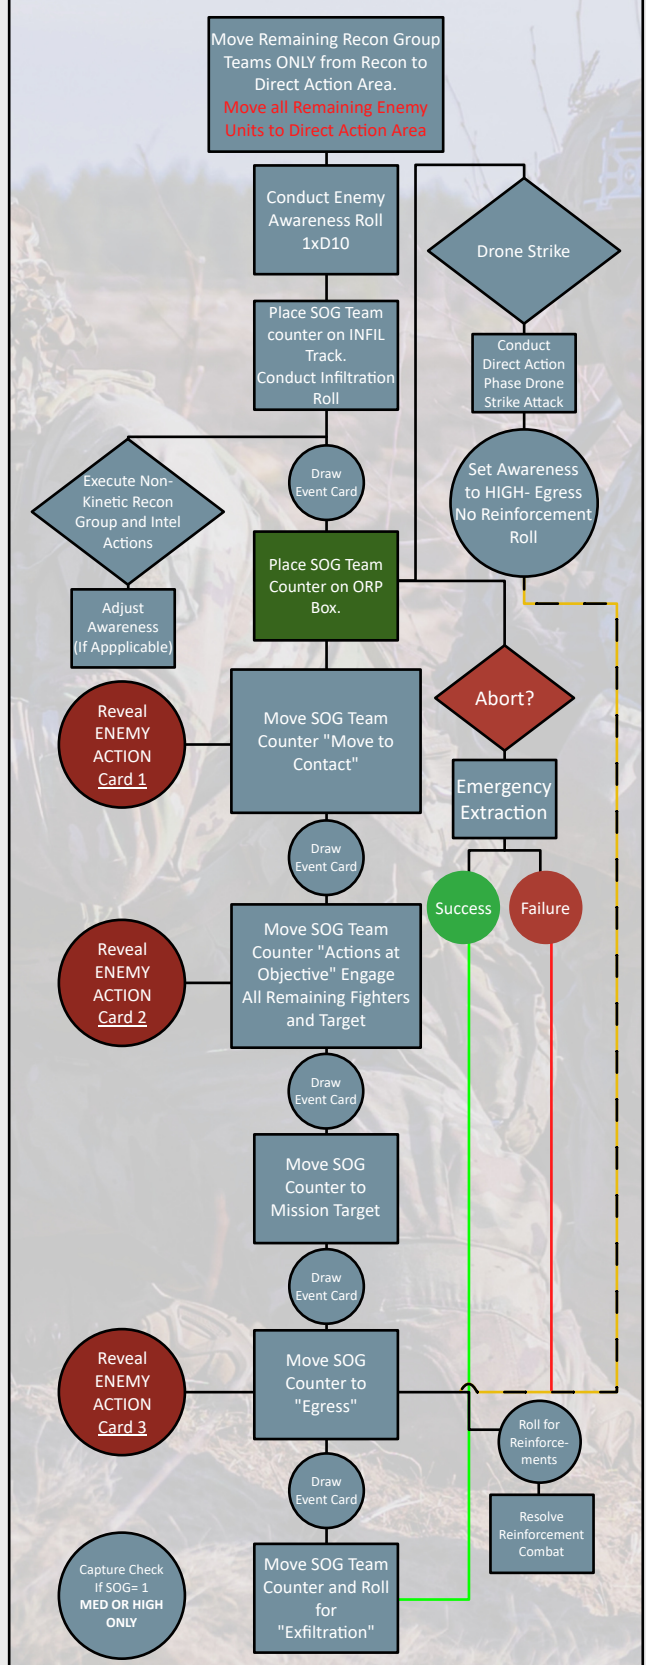 Move Remaining Recon Group
Teams ONLY from Recon to
Direct Action Area.
Move all Remaining Enemy
Units to Direct Action Area
Conduct Enemy
Awareness Roll
1xD10
Drone Strike
Place SOG Team
counter on INFIL
Track.
Conduct Infiltration
Roll
Conduct
Direct Action
Phase Drone
Strike Attack
Execute Non-
Kinetic Recon
Group and Intel
Actions
Draw
Event Card
Set Awareness
to HIGH- Egress
No Reinforcement
Roll
Place SOG Team
Counter on ORP
Box.
Adjust
Awareness
(If Appplicable)
Abort?
Reveal
ENEMY
ACTION
Card 1
Move SOG Team
Counter "Move to
Contact"
Emergency
Extraction
Draw
Event Card
Success
Failure
Reveal
ENEMY
ACTION
Card 2
Move SOG Team
Counter "Actions at
Objective" Engage
All Remaining Fighters
and Target
Draw
Event Card
Move SOG
Counter to
Mission Target
Draw
Event Card
Reveal
ENEMY
ACTION
Card 3
Move SOG
Counter to
"Egress"
Roll for
Reinforce-
ments
Draw
Event Card
Resolve
Reinforcement
Combat
Capture Check
If SOG= 1
MED OR HIGH
ONLY
Move SOG Team
Counter and Roll
for
"Exfiltration"